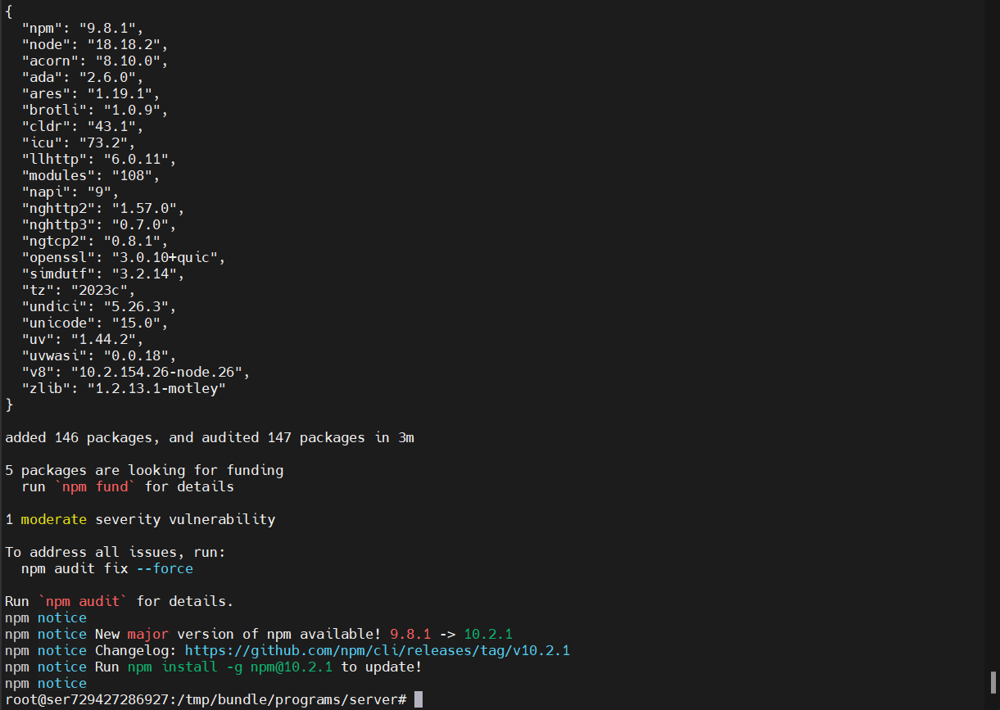 {
  "npm": "9.8.1",
  "node": "18.18.2",
  "acorn": "8.10.0",
  "ada": "2.6.0",
  "ares": "1.19.1",
  "brotli": "1.0.9",
  "cldr": "43.1",
  "icu": "73.2",
  "llhttp": "6.0.11",
  "modules": "108",
  "napi": "9",
  "nghttp2": "1.57.0",
  "nghttp3": "0.7.0",
  "ngtcp2": "0.8.1",
  "openssl": "3.0.10+quic",
  "simdutf": "3.2.14",
  "tz": "2023c",
  "undici": "5.26.3",
  "unicode": "15.0",
  "uv": "1.44.2",
  "uvwasi": "0.0.18",
  "v8": "10.2.154.26-node.26",
  "zlib": "1.2.13.1-motley"
}
added 146 packages, and audited 147 packages in 3m
5 packages are looking for funding
  run `npm fund` for details
1 moderate severity vulnerability
To address all issues, run:
  npm audit fix --force
Run `npm audit` for details.
npm notice
npm notice New major version of npm available! 9.8.1 -> 10.2.1
npm notice Changelog: https://github.com/npm/cli/releases/tag/v10.2.1
npm notice Run npm install -g npm@10.2.1 to update!
npm notice
root@ser729427286927:/tmp/bundle/programs/server#